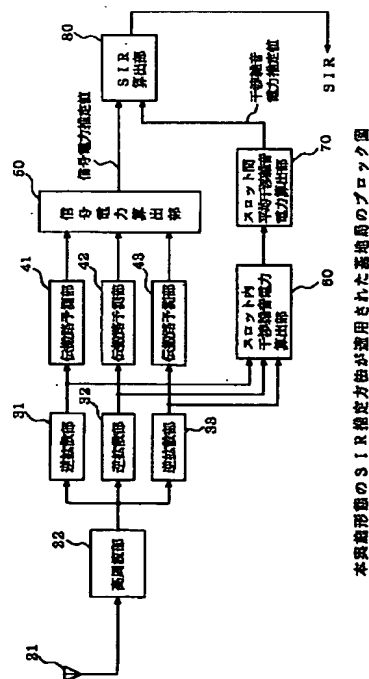 21
22
高周波部
31
逆拡散部
32
逆拡散部
33
逆拡散部
41
伝搬路予測部
42
伝搬路予測部
43
伝搬路予測部
50
信号電力算出部
信号電力推定値
60
スロット内
干渉雑音電力
算出部
70
スロット間
平均干渉雑音
電力算出部
干渉雑音
電力推定値
80
SIR
算出部
SIR
本実施形態のSIR推定方法が適用された基地局のブロック図